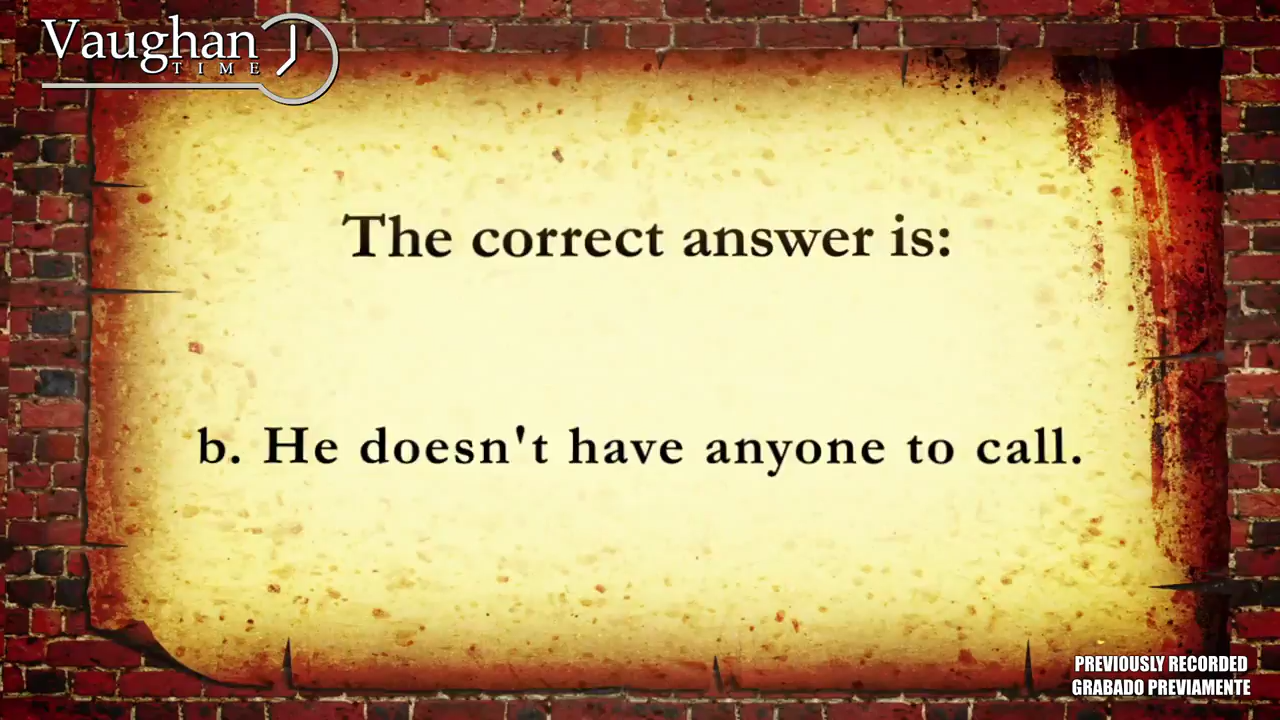 Vaughan
TIME
The correct answer is:
b. He doesn't have anyone to call.
PREVIOUSLY RECORDED
GRABADO PREVIAMENTE